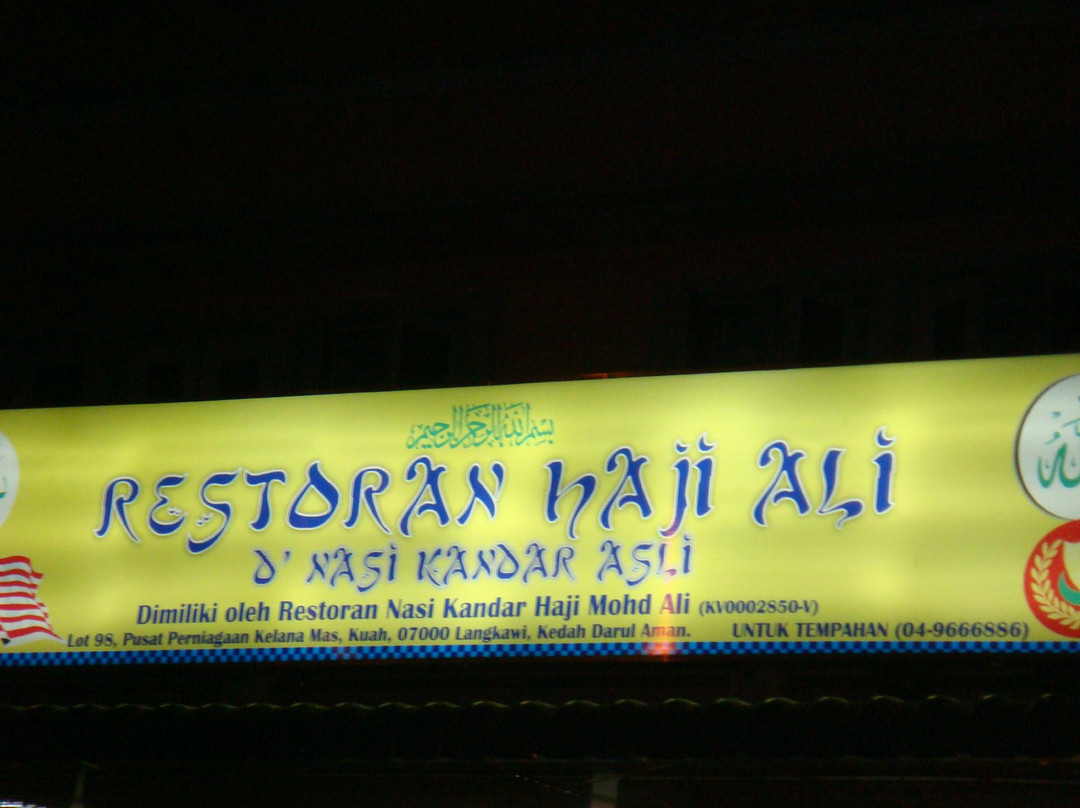 بسم الله الرحمن الرحيم
RESTORAN HAJI ALI
D' NASI KANDAR ASLI
Dimiliki oleh Restoran Nasi Kandar Haji Mohd Ali (KV0002850-V)
Lot 98, Pusat Perniagaan Kelana Mas, Kuah, 07000 Langkawi, Kedah Darul Aman. UNTUK TEMPAHAN (04-9666886)